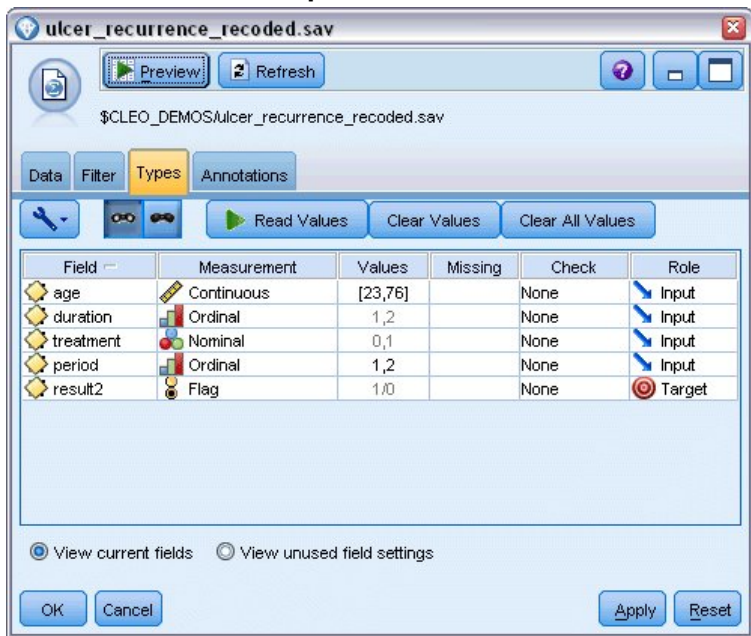 ulcer_recurrence_recoded.sav
Preview Refresh
$CLEO_DEMOS/ulcer_recurrence_recoded.sav
Data Filter Types Annotations
Read Values Clear Values Clear All Values
Field Measurement Values Missing Check Role
age Continuous [23,76] None Input
duration Ordinal 1,2 None Input
treatment Nominal 0,1 None Input
period Ordinal 1,2 None Input
result2 Flag 1/0 None Target
View current fields View unused field settings
OK Cancel Apply Reset